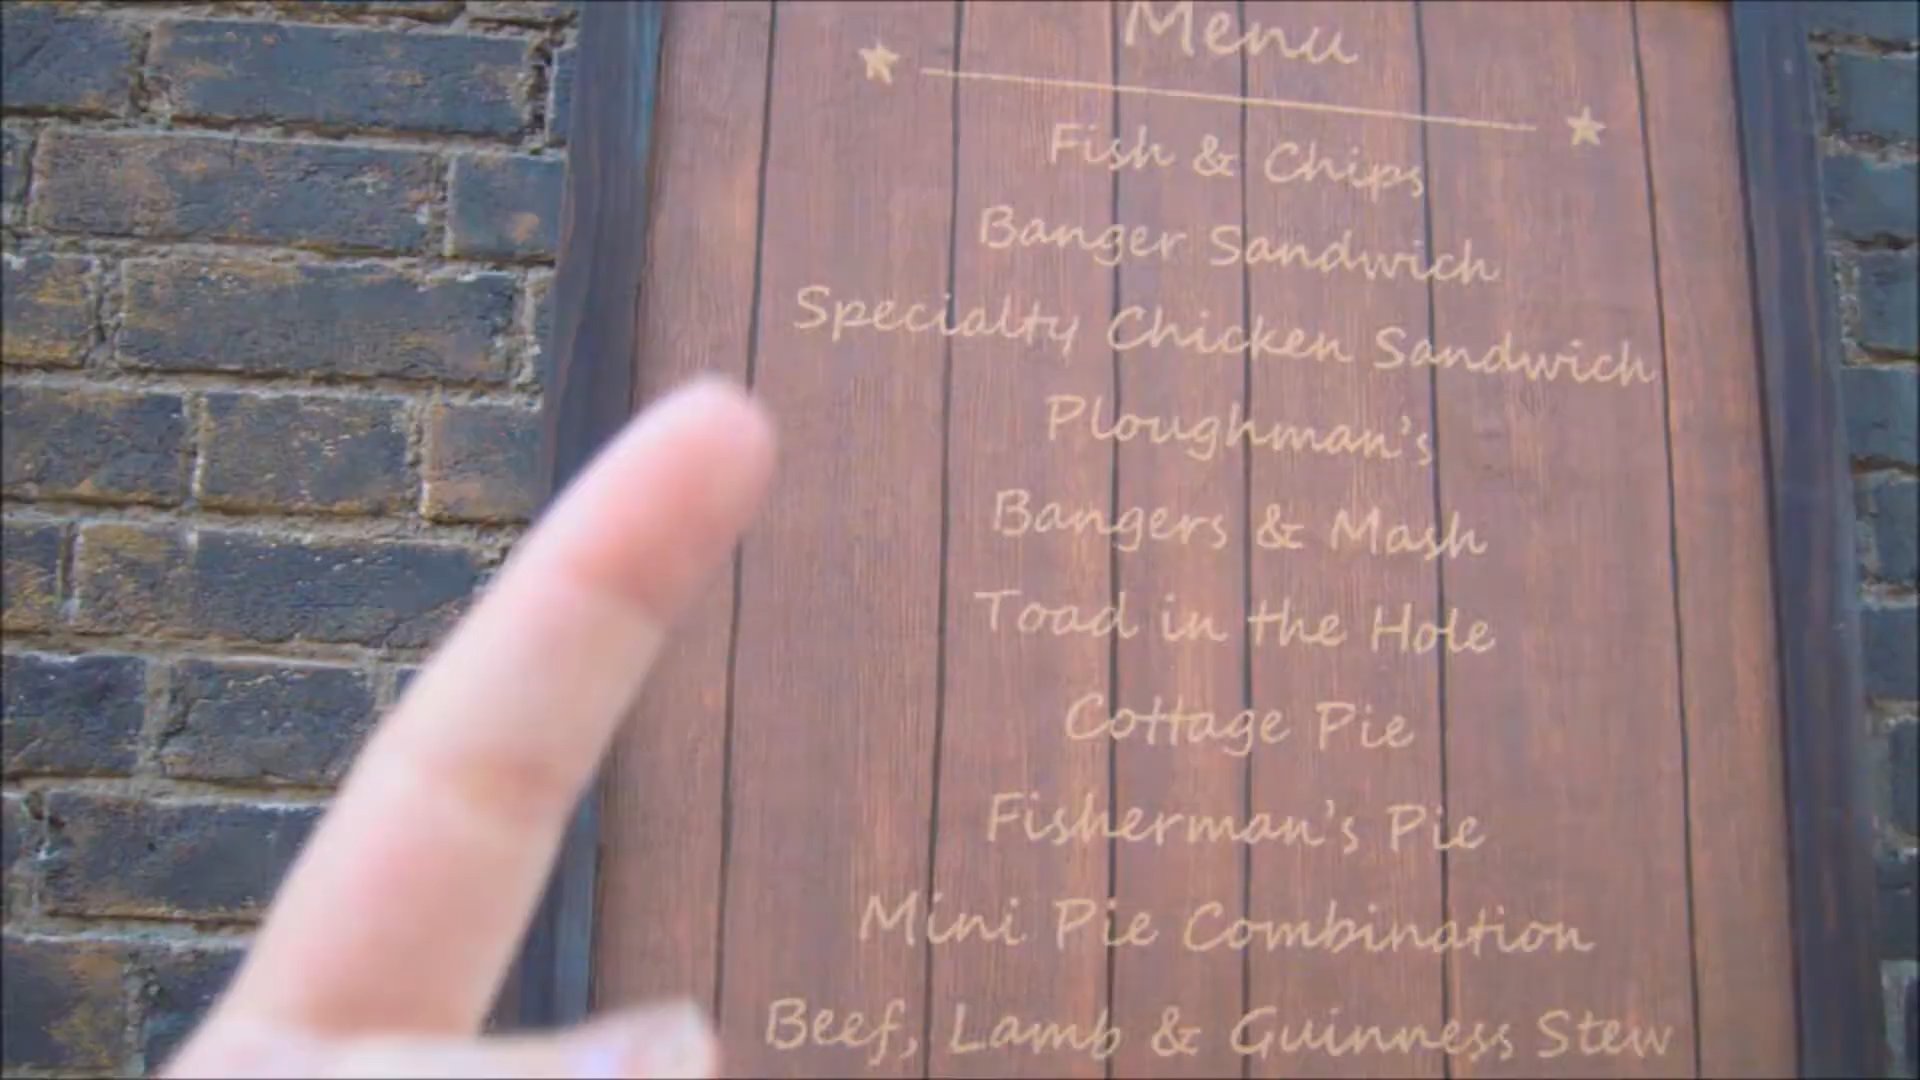 Menu
Fish & Chips
Banger Sandwich
Specialty Chicken Sandwich
Ploughman's
Bangers & Mash
Toad in the Hole
Cottage Pie
Fisherman's Pie
Mini Pie Combination
Beef, Lamb & Guinness Stew